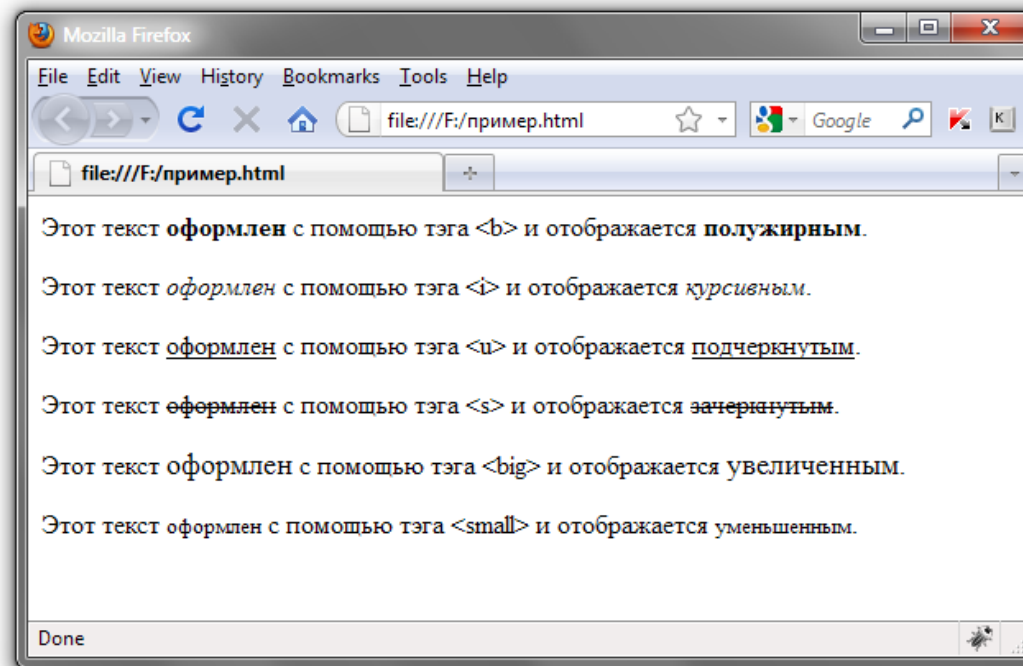 Mozilla Firefox
File Edit View History Bookmarks Tools Help
file:///F:/пример.html Google K
file:///F:/пример.html
Этот текст оформлен с помощью тэга <b> и отображается полужирным.
Этот текст оформлен с помощью тэга <i> и отображается курсивным.
Этот текст оформлен с помощью тэга <u> и отображается подчеркнутым.
Этот текст оформлен с помощью тэга <s> и отображается зачеркнутым.
Этот текст оформлен с помощью тэга <big> и отображается увеличенным.
Этот текст оформлен с помощью тэга <small> и отображается уменьшенным.
Done